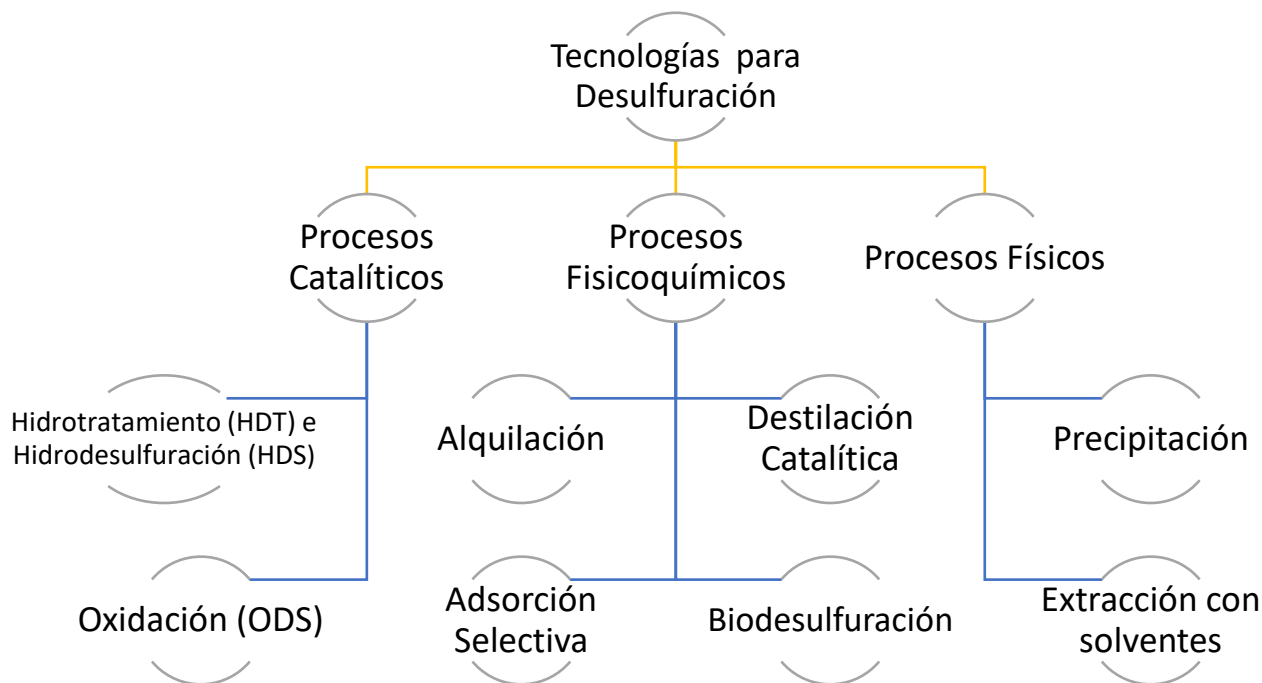 Tecnologías para
Desulfuración
Procesos
Catalíticos
Procesos
Fisicoquímicos
Procesos Físicos
Hidrotratamiento (HDT) e
Hidrodesulfuración (HDS)
Alquilación
Destilación
Catalítica
Precipitación
Oxidación (ODS)
Adsorción
Selectiva
Biodesulfuración
Extracción con
solventes